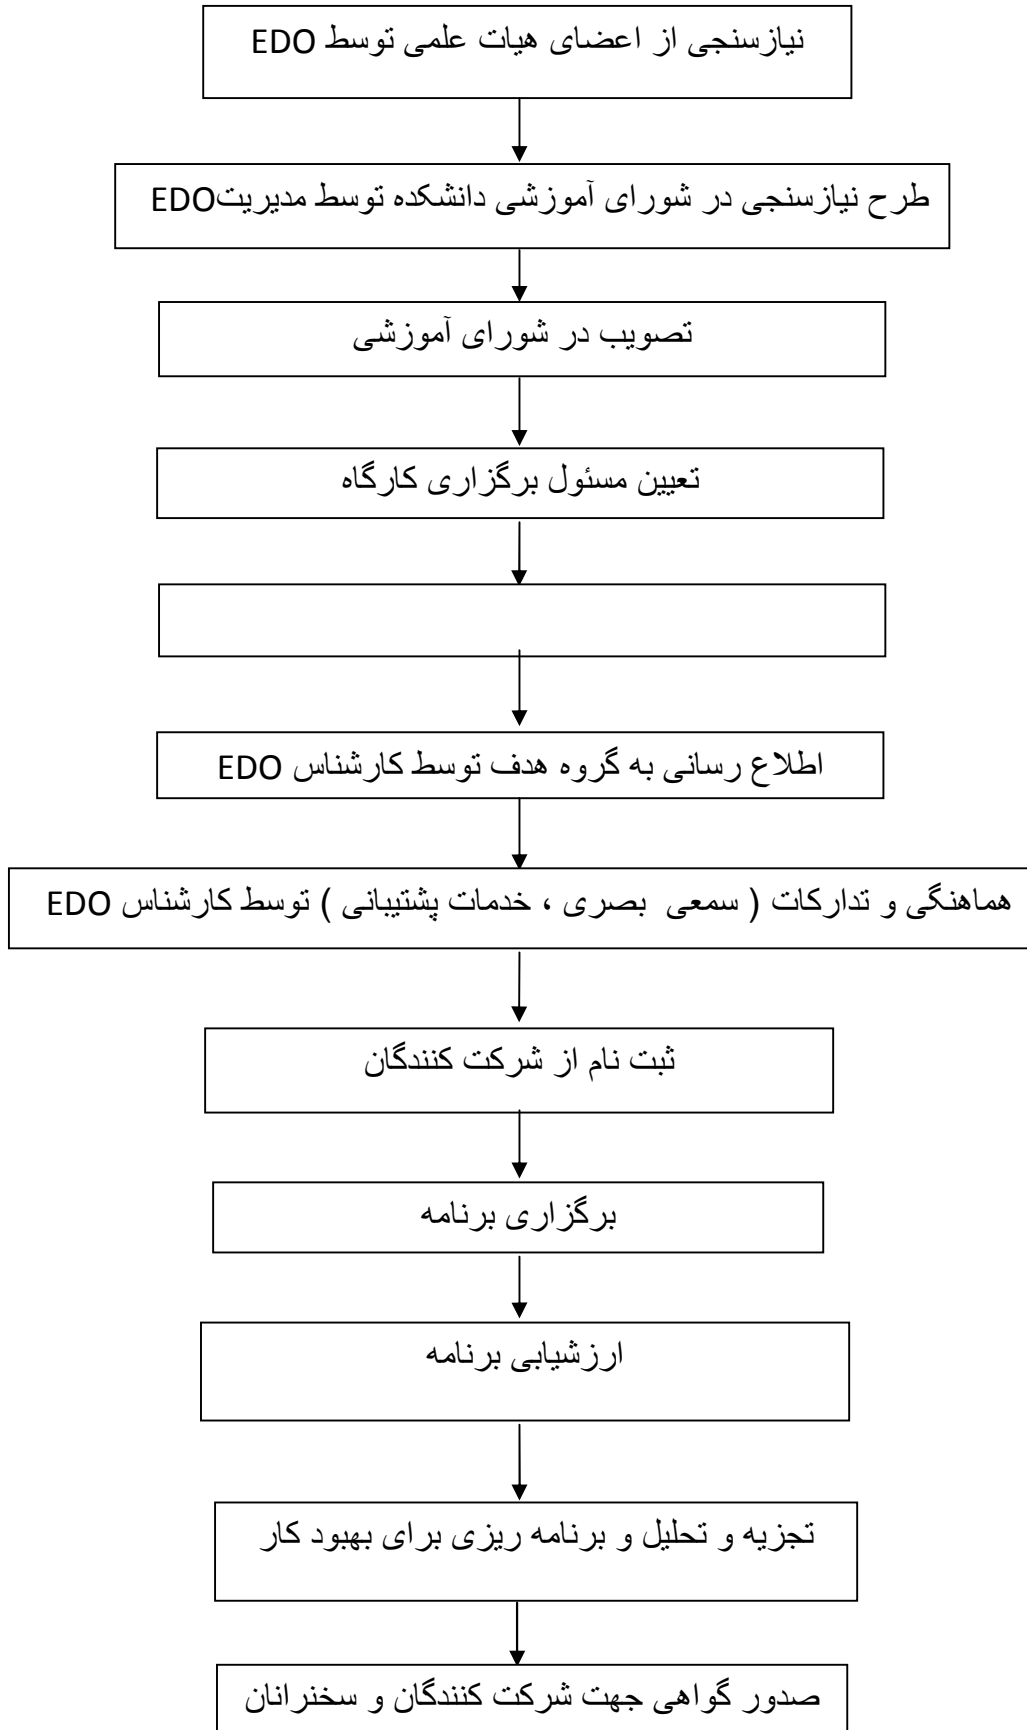 نیازسنجی از اعضای هیات علمی توسط EDO
طرح نیازسنجی در شورای آموزشی دانشکده توسط مدیریتEDO
تصویب در شورای آموزشی
تعیین مسئول برگزاری کارگاه
اطلاع رسانی به گروه هدف توسط کارشناس EDO
هماهنگی و تدارکات ( سمعی بصری ، خدمات پشتیبانی ) توسط کارشناس EDO
ثبت نام از شرکت کنندگان
برگزاری برنامه
ارزشیابی برنامه
تجزیه و تحلیل و برنامه ریزی برای بهبود کار
صدور گواهی جهت شرکت کنندگان و سخنرانان